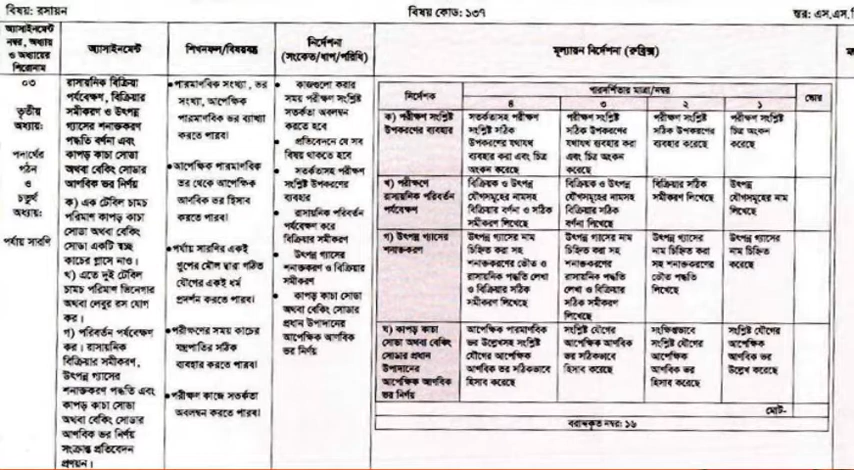 বিষয়: রসায়ন
বিষয় কোড: ১৩৭
স্তর: এস.এস.
অ্যাসাইনমেন্ট
নম্বর, অধ্যায়
ও অধ্যায়ের
শিরোনাম
অ্যাসাইনমেন্ট
শিখনফল/বিষয়বস্তু
নির্দেশনা
(সংকেত/ধাপ/পরিধি)
মূল্যায়ন নির্দেশনা (রুব্রিক্স)
০৩
তৃতীয়
অধ্যায়:
পদার্থের
গঠন
ও
চতুর্থ
অধ্যায়:
পর্যায় সারণি
রাসায়নিক বিক্রিয়া
পর্যবেক্ষণ, বিক্রিয়ার
সমীকরণ ও উৎপন্ন
গ্যাসের শনাক্তকরণ
পদ্ধতি বর্ণনা এবং
কাপড় কাচা সোডা
অথবা বেকিং সোডার
আণবিক ভর নির্ণয়
ক) এক টেবিল চামচ
পরিমাণ কাপড় কাচা
সোডা অথবা বেকিং
সোডা একটি স্বচ্ছ
কাচের গ্লাসে নাও।
খ) এতে দুই টেবিল
চামচ পরিমাণ ভিনেগার
অথবা লেবুর রস যোগ
কর।
গ) পরিবর্তন পর্যবেক্ষণ
কর। রাসায়নিক
বিক্রিয়ার সমীকরণ,
উৎপন্ন গ্যাসের
শনাক্তকরণ পদ্ধতি এবং
কাপড় কাচা সোডা
অথবা বেকিং সোডার
আণবিক ভর নির্ণয়
সংক্রান্ত প্রতিবেদন
প্রণয়ন।
•পারমাণবিক সংখ্যা, ভর
সংখ্যা, আপেক্ষিক
পারমাণবিক ভর ব্যাখ্যা
করতে পারব।
•আপেক্ষিক পারমাণবিক
ভর থেকে আপেক্ষিক
আণবিক ভর হিসাব
করতে পারব।
•পর্যায় সারণির একই
গ্রুপের মৌল দ্বারা গঠিত
যৌগের একই ধর্ম
প্রদর্শন করতে পারব।
•পরীক্ষণের সময় কাচের
যন্ত্রপাতির সঠিক
ব্যবহার করতে পারব।
•পরীক্ষণ কাজে সতর্কতা
অবলম্বন করতে পারব।
• কাজগুলো করার
সময় পরীক্ষণ সংশ্লিষ্ট
সতর্কতা অবলম্বন
করতে হবে
• প্রতিবেদনে যে সব
বিষয় থাকতে হবে
• সতর্কতাসহ পরীক্ষণ
সংশ্লিষ্ট উপকরণের
ব্যবহার
• রাসায়নিক পরিবর্তন
পর্যবেক্ষণ করে
বিক্রিয়ার সমীকরণ
• উৎপন্ন গ্যাসের
শনাক্তকরণ ও বিক্রিয়ার
সমীকরণ
• কাপড় কাচা সোডা
অথবা বেকিং সোডার
প্রধান উপাদানের
আপেক্ষিক আণবিক
ভর নির্ণয়
নির্দেশক
পারদর্শিতার মাত্রা/নম্বর
স্কোর
৪
৩
২
১
ক) পরীক্ষণ সংশ্লিষ্ট
উপকরণের ব্যবহার
সতর্কতাসহ পরীক্ষণ
সংশ্লিষ্ট সঠিক
উপকরণের যথাযথ
ব্যবহার করা এবং চিত্র
অংকন করেছে
পরীক্ষণ সংশ্লিষ্ট
সঠিক উপকরণের
যথাযথ ব্যবহার করা
এবং চিত্র অংকন
করেছে
পরীক্ষণ সংশ্লিষ্ট
সঠিক উপকরণের
ব্যবহার করেছে
পরীক্ষণ সংশ্লিষ্ট
চিত্র অংকন
করেছে
খ) পরীক্ষণে
রাসায়নিক পরিবর্তন
পর্যবেক্ষণ
বিক্রিয়ক ও উৎপন্ন
যৌগসমূহের নামসহ
বিক্রিয়ার বর্ণনা ও সঠিক
সমীকরণ লিখেছে
বিক্রিয়ক ও উৎপন্ন
যৌগসমূহের নামসহ
বিক্রিয়ার সঠিক
বর্ণনা লিখেছে
বিক্রিয়ার সঠিক
সমীকরণ লিখেছে
উৎপন্ন
যৌগসমূহের নাম
লিখেছে
গ) উৎপন্ন গ্যাসের
শনাক্তকরণ
উৎপন্ন গ্যাসের নাম
চিহ্নিত করা সহ
শনাক্তকরণের ভৌত ও
রাসায়নিক পদ্ধতি লেখা
ও বিক্রিয়ার সঠিক
সমীকরণ লিখেছে
উৎপন্ন গ্যাসের নাম
চিহ্নিত করা সহ
শনাক্তকরণের
রাসায়নিক পদ্ধতি
লেখা ও বিক্রিয়ার
সঠিক সমীকরণ
লিখেছে
উৎপন্ন গ্যাসের
নাম চিহ্নিত করা
সহ শনাক্তকরণের
ভৌত পদ্ধতি
লিখেছে
উৎপন্ন গ্যাসের
নাম চিহ্নিত
করেছে
ঘ) কাপড় কাচা
সোডা অথবা বেকিং
সোডার প্রধান
উপাদানের
আপেক্ষিক আণবিক
ভর নির্ণয়
আপেক্ষিক পারমাণবিক
ভর উল্লেখসহ সংশ্লিষ্ট
যৌগের আপেক্ষিক
আণবিক ভর সঠিকভাবে
হিসাব করেছে
সংশ্লিষ্ট যৌগের
আপেক্ষিক আণবিক
ভর সঠিকভাবে
হিসাব করেছে
সংক্ষিপ্তভাবে
সংশ্লিষ্ট যৌগের
আপেক্ষিক
আণবিক ভর
হিসাব করেছে
সংশ্লিষ্ট যৌগের
আপেক্ষিক
আণবিক ভর
উল্লেখ করেছে
মোট-
বরাদ্দকৃত নম্বর: ১৬